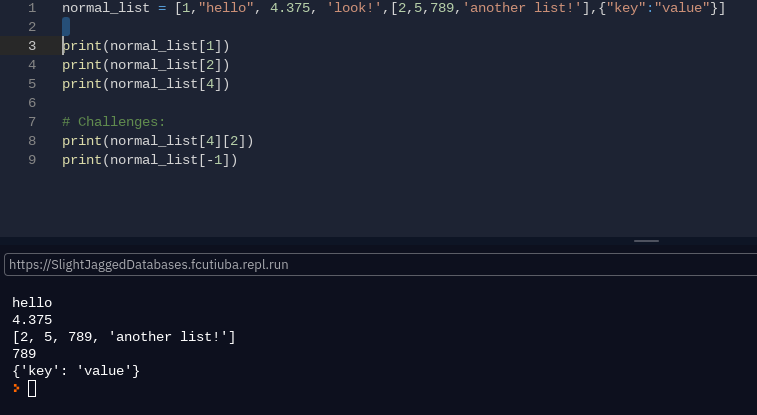 1 normal_list = [1,"hello", 4.375, 'look!',[2,5,789,'another list!'],{"key":"value"}]
2
3 print(normal_list[1])
4 print(normal_list[2])
5 print(normal_list[4])
6
7 # Challenges:
8 print(normal_list[4][2])
9 print(normal_list[-1])
https://SlightJaggedDatabases.fcutiuba.repl.run
hello
4.375
[2, 5, 789, 'another list!']
789
{'key': 'value'}